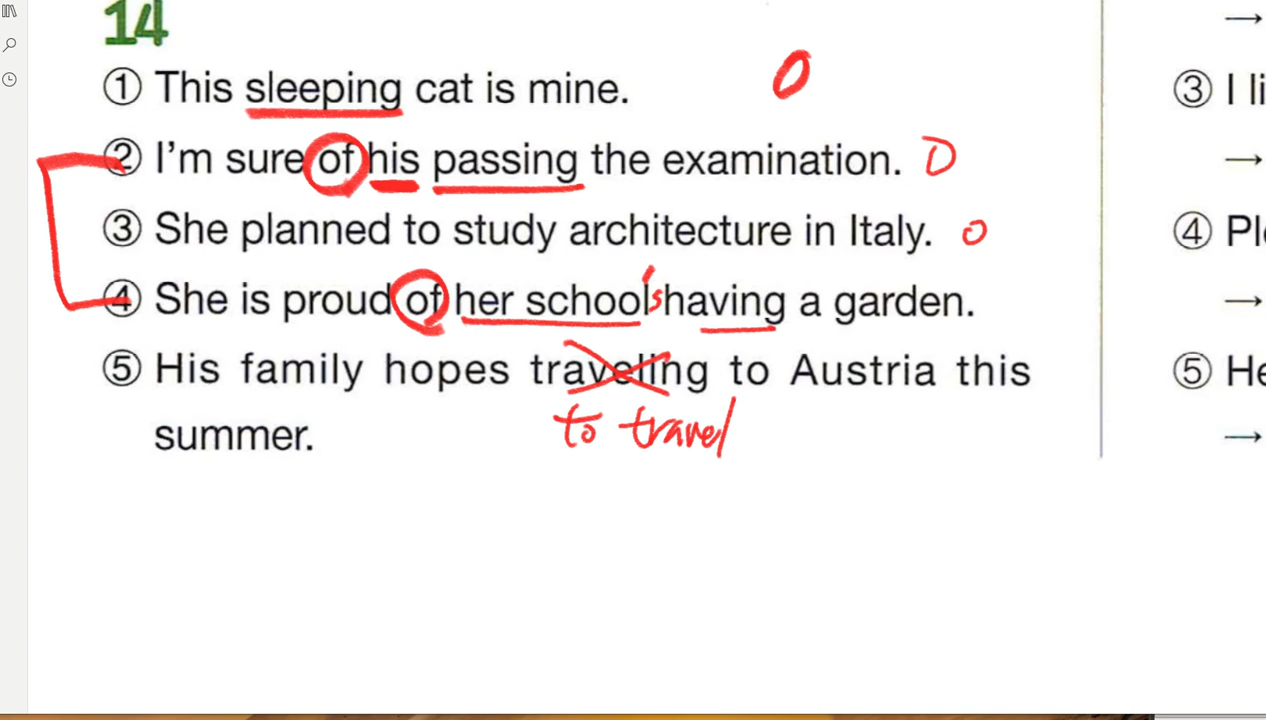 14
① This sleeping cat is mine. O
② I'm sure of his passing the examination. O
③ She planned to study architecture in Italy. O
④ She is proud of her school's having a garden.
⑤ His family hopes traveling to Austria this
to travel
summer.
→
③ I li
→
④ Pl
→
⑤ He
→